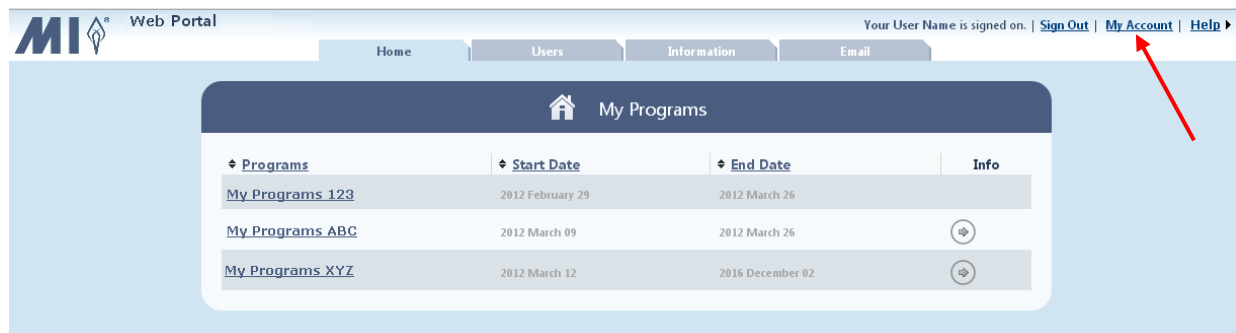 MI® Web Portal
Your User Name is signed on. | Sign Out | My Account | Help
Home Users Information Email
My Programs
Programs Start Date End Date Info
My Programs 123 2012 February 29 2012 March 26
My Programs ABC 2012 March 09 2012 March 26
My Programs XYZ 2012 March 12 2016 December 02